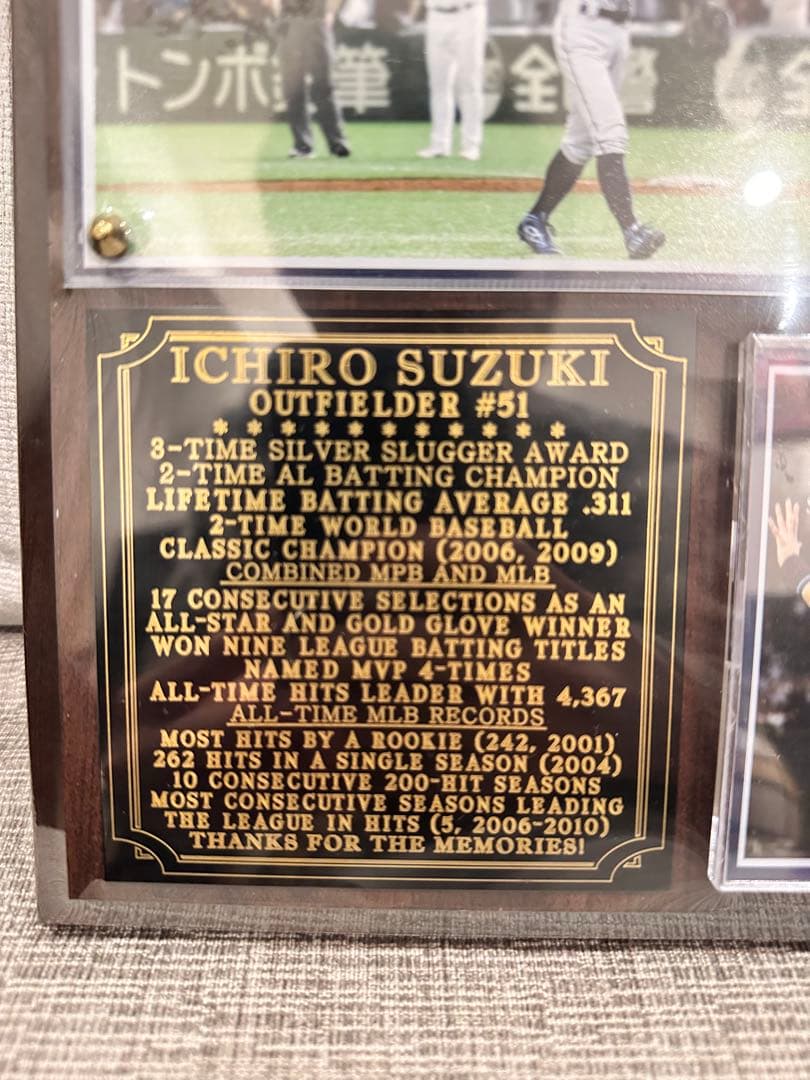 トンボ鉛筆 全 警
ICHIRO SUZUKI
OUTFIELDER #51
* * * * * * * * * *
3-TIME SILVER SLUGGER AWARD
2-TIME AL BATTING CHAMPION
LIFETIME BATTING AVERAGE .311
2-TIME WORLD BASEBALL
CLASSIC CHAMPION (2006, 2009)
COMBINED MPB AND MLB
17 CONSECUTIVE SELECTIONS AS AN
ALL-STAR AND GOLD GLOVE WINNER
WON NINE LEAGUE BATTING TITLES
NAMED MVP 4-TIMES
ALL-TIME HITS LEADER WITH 4,367
ALL-TIME MLB RECORDS
MOST HITS BY A ROOKIE (242, 2001)
262 HITS IN A SINGLE SEASON (2004)
10 CONSECUTIVE 200-HIT SEASONS
MOST CONSECUTIVE SEASONS LEADING
THE LEAGUE IN HITS (5, 2006-2010)
THANKS FOR THE MEMORIES!